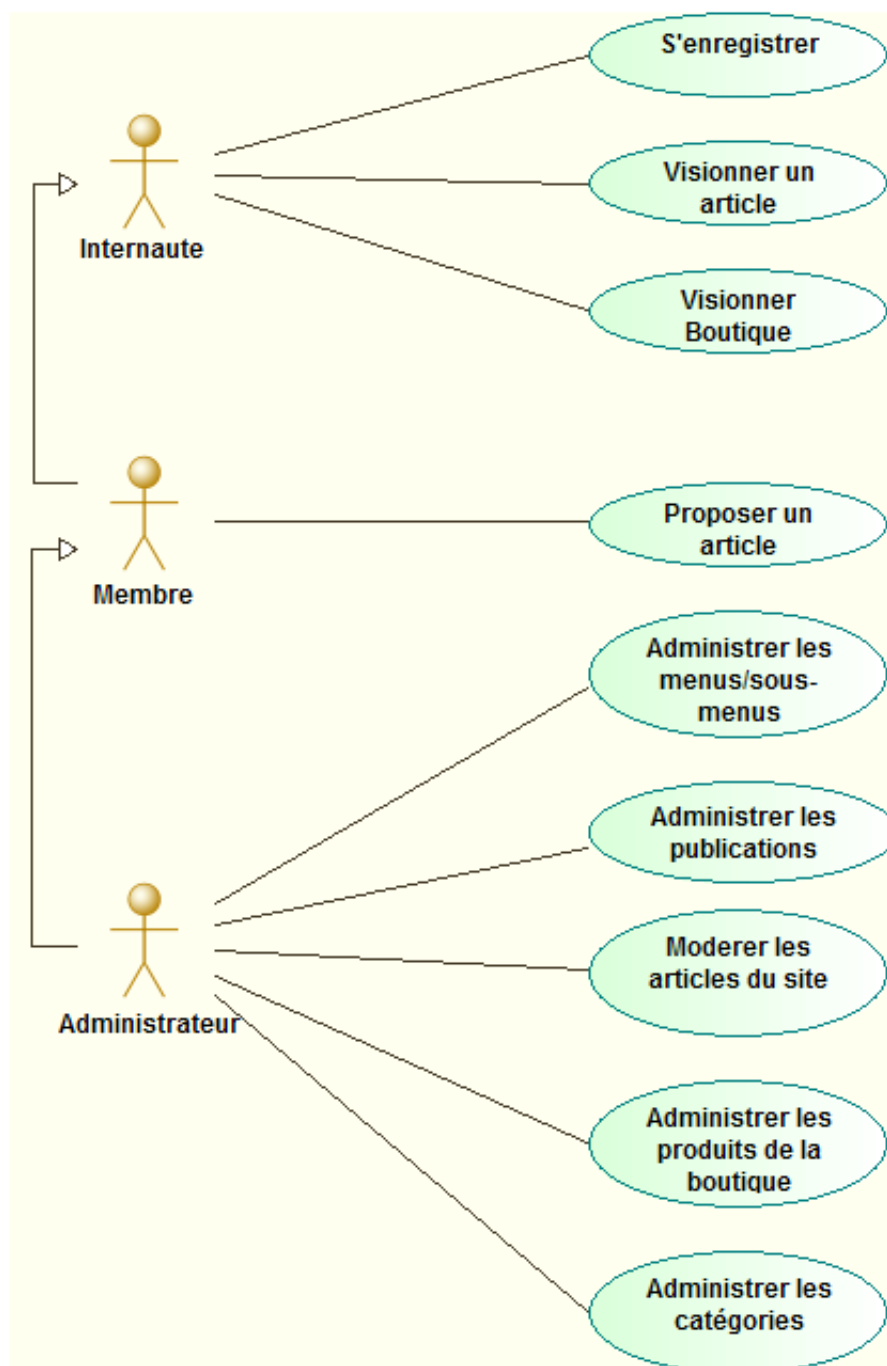 S'enregistrer
Visionner un
article
Internaute
Visionner
Boutique
Proposer un
article
Membre
Administrer les
menus/sous-
menus
Administrer les
publications
Moderer les
articles du site
Administrateur
Administrer les
produits de la
boutique
Administrer les
catégories